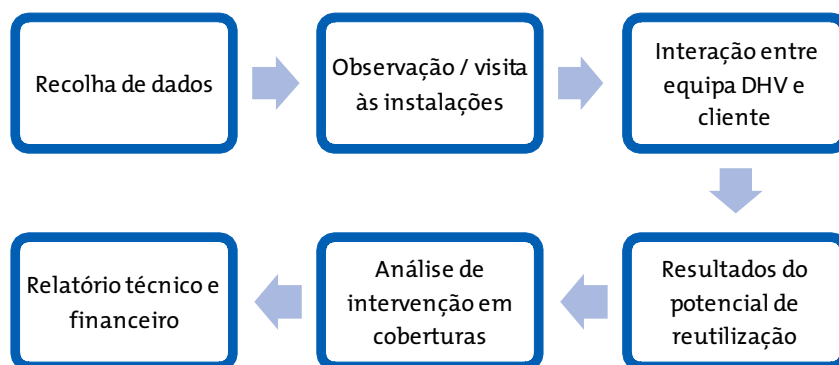 Recolha de dados
Observação / visita
às instalações
Interação entre
equipa DHV e
cliente
Resultados do
potencial de
reutilização
Análise de
intervenção em
coberturas
Relatório técnico e
financeiro